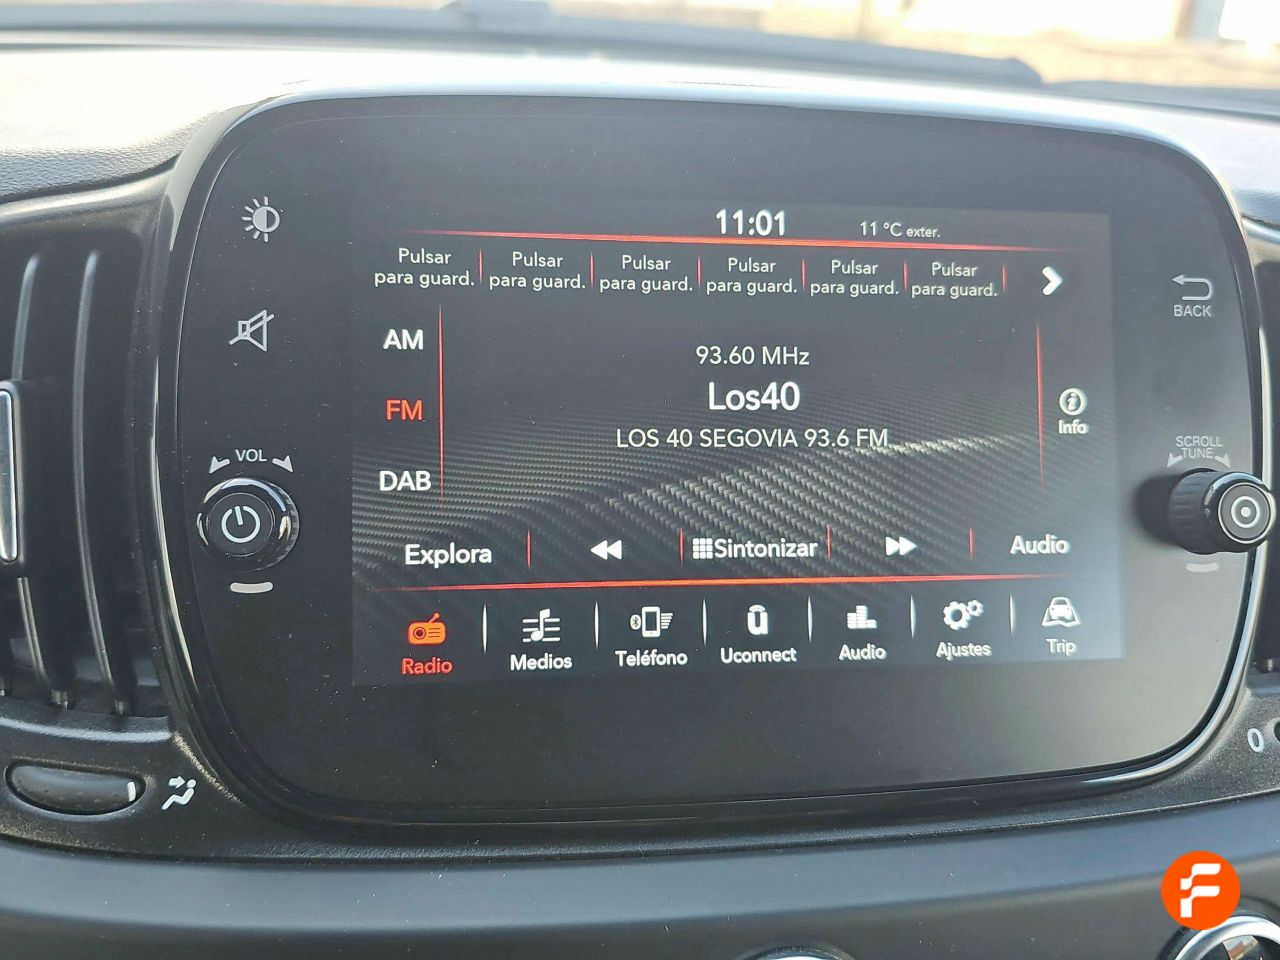 11:01
11 °C exter.
Pulsar
para guard.
Pulsar
para guard.
Pulsar
para guard.
Pulsar
para guard.
Pulsar
para guard.
Pulsar
para guard.
BACK
AM
93.60 MHz
Los40
FM
Info
LOS 40 SEGOVIA 93.6 FM
SCROLL
TUNE
VOL
DAB
Explora
Sintonizar
Audio
Radio
Medios
Teléfono
Uconnect
Audio
Ajustes
Trip
0
F